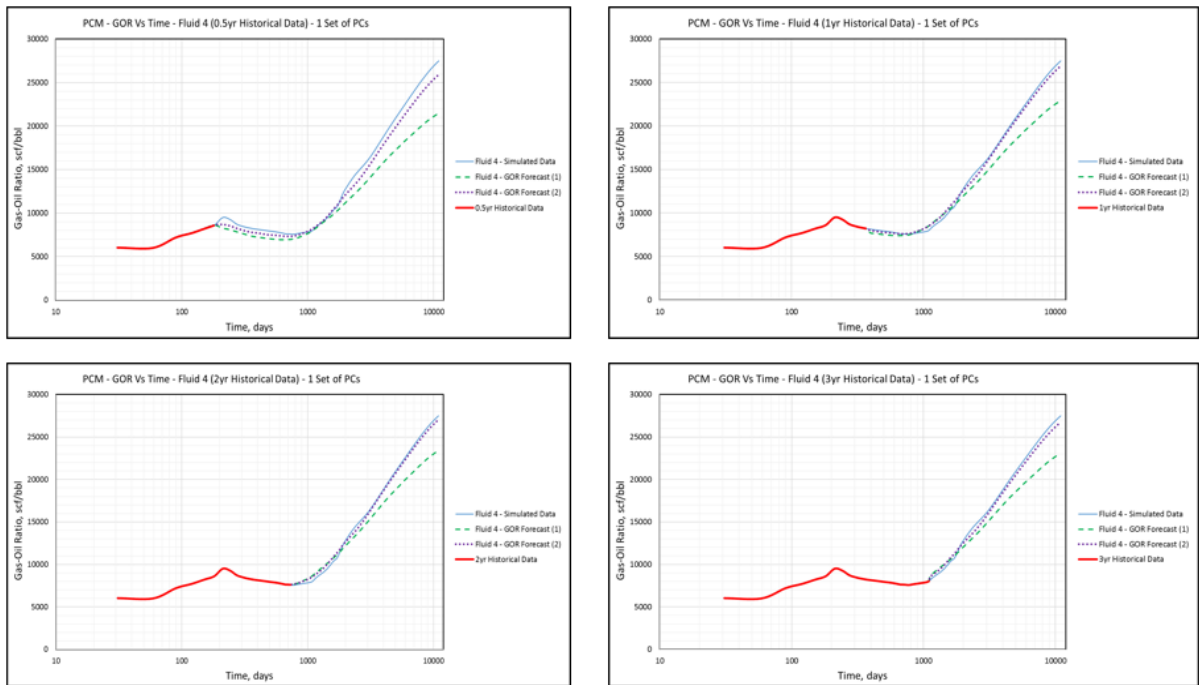 PCM - GOR Vs Time - Fluid 4 (0.5yr Historical Data) - 1 Set of PCs
30000
25000
20000
15000
10000
5000
0
Gas-Oil Ratio, scf/bbl
10
100
1000
10000
Time, days
Fluid 4 - Simulated Data
Fluid 4 - GOR Forecast (1)
Fluid 4 - GOR Forecast (2)
0.5yr Historical Data
PCM - GOR Vs Time - Fluid 4 (1yr Historical Data) - 1 Set of PCs
30000
25000
20000
15000
10000
5000
0
Gas-Oil Ratio, scf/bbl
10
100
1000
10000
Time, days
Fluid 4 - Simulated Data
Fluid 4 - GOR Forecast (1)
Fluid 4 - GOR Forecast (2)
1yr Historical Data
PCM - GOR Vs Time - Fluid 4 (2yr Historical Data) - 1 Set of PCs
30000
25000
20000
15000
10000
5000
0
Gas-Oil Ratio, scf/bbl
10
100
1000
10000
Time, days
Fluid 4 - Simulated Data
Fluid 4 - GOR Forecast (1)
Fluid 4 - GOR Forecast (2)
2yr Historical Data
PCM - GOR Vs Time - Fluid 4 (3yr Historical Data) - 1 Set of PCs
30000
25000
20000
15000
10000
5000
0
Gas-Oil Ratio, scf/bbl
10
100
1000
10000
Time, days
Fluid 4 - Simulated Data
Fluid 4 - GOR Forecast (1)
Fluid 4 - GOR Forecast (2)
3yr Historical Data